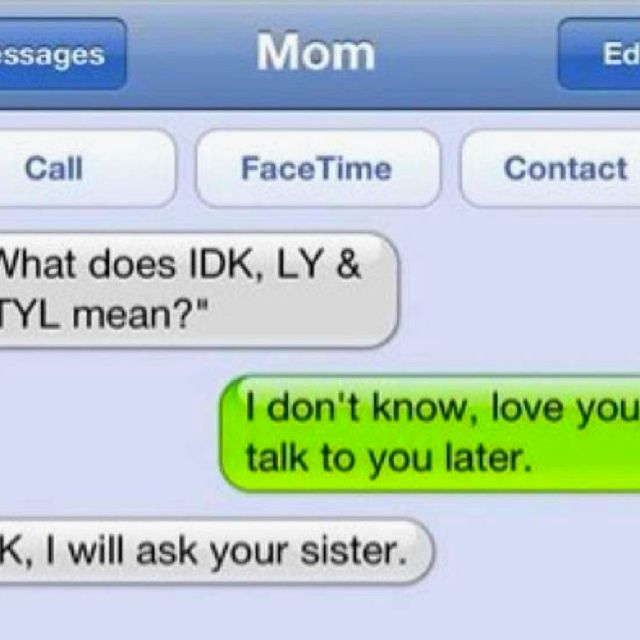 essages Mom Ed
Call FaceTime Contact
What does IDK, LY &
TYL mean?"
I don't know, love you
talk to you later.
K, I will ask your sister.